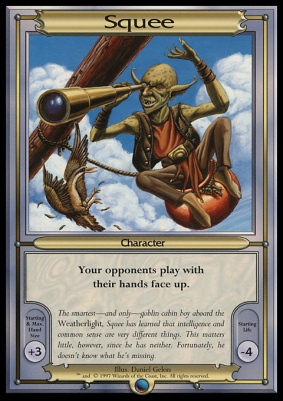 Squee
Character
Your opponents play with
their hands face up.
Starting
& Max.
Hand
Size
+3
The smartest—and only—goblin cabin boy aboard the
Weatherlight, Squee has learned that intelligence and
common sense are very different things. This matters
little, however, since he has neither. Fortunately, he
doesn't know what he's missing.
Starting
Life
-4
Illus. Daniel Gelon
™ and © 1997 Wizards of the Coast, Inc. All rights reserved.